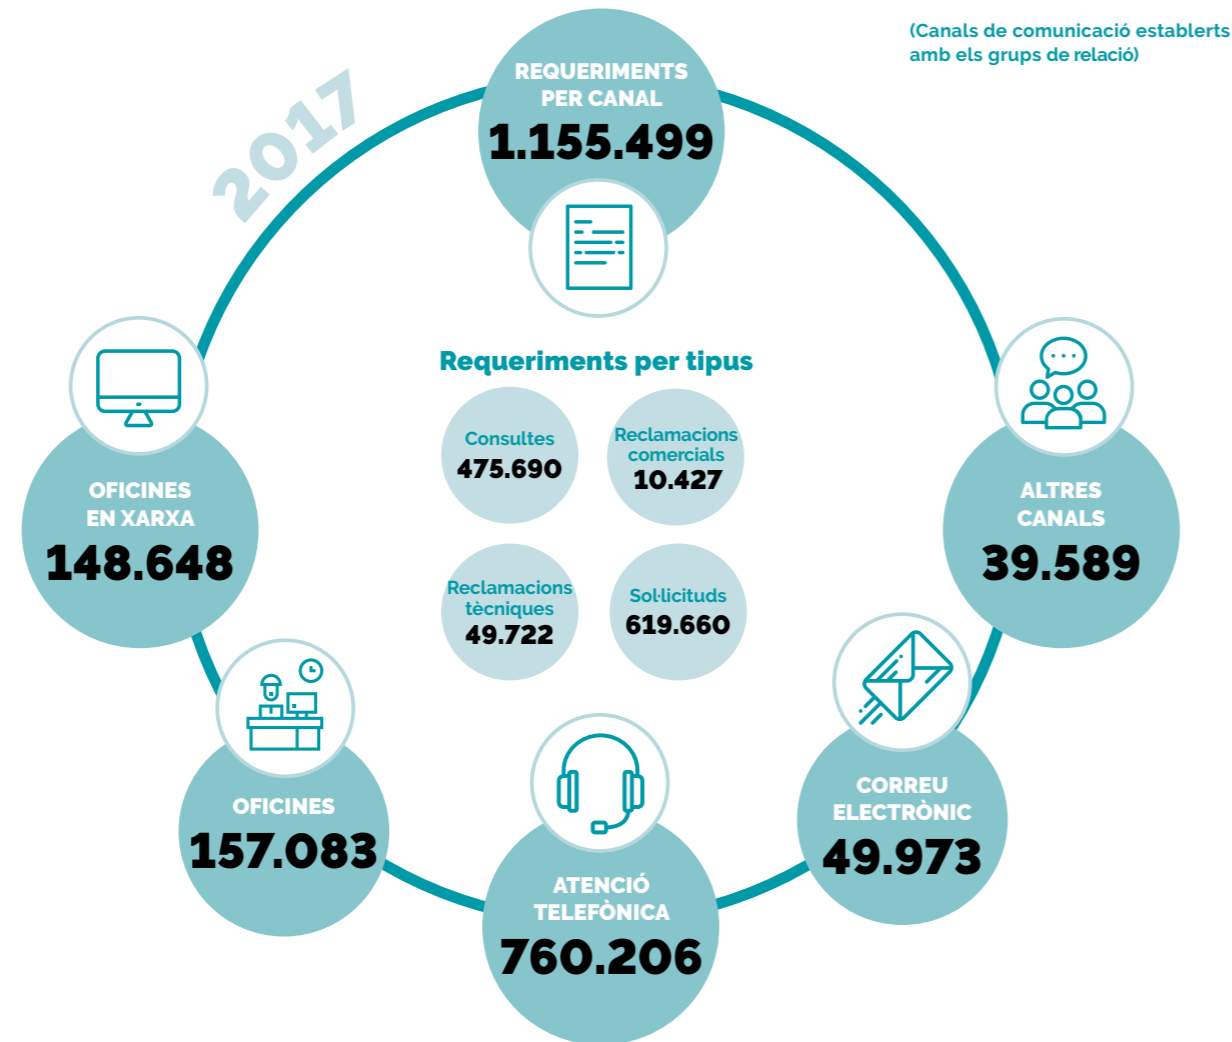 (Canals de comunicació establerts
amb els grups de relació)
2017
REQUERIMENTS
PER CANAL
1.155.499
Requeriments per tipus
Consultes
475.690
Reclamacions
comercials
10.427
Reclamacions
tècniques
49.722
Sol·licituds
619.660
OFICINES
EN XARXA
148.648
ALTRES
CANALS
39.589
OFICINES
157.083
CORREU
ELECTRÒNIC
49.973
ATENCIÓ
TELEFÒNICA
760.206